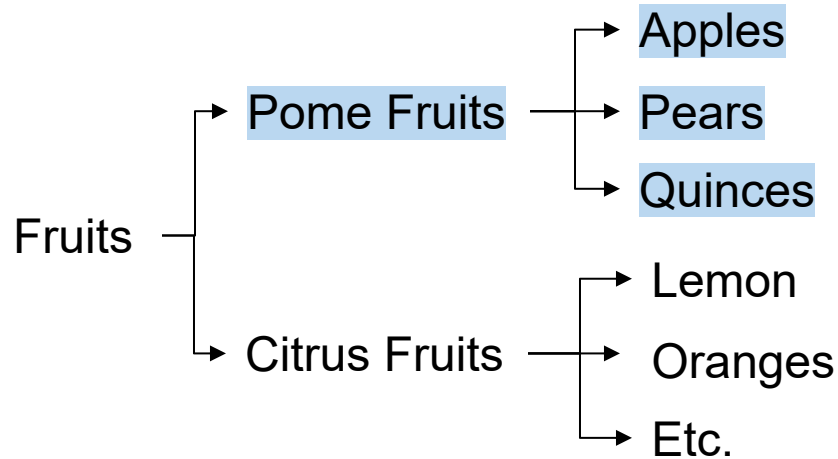 Fruits
Pome Fruits
Apples
Pears
Quinces
Citrus Fruits
Lemon
Oranges
Etc.